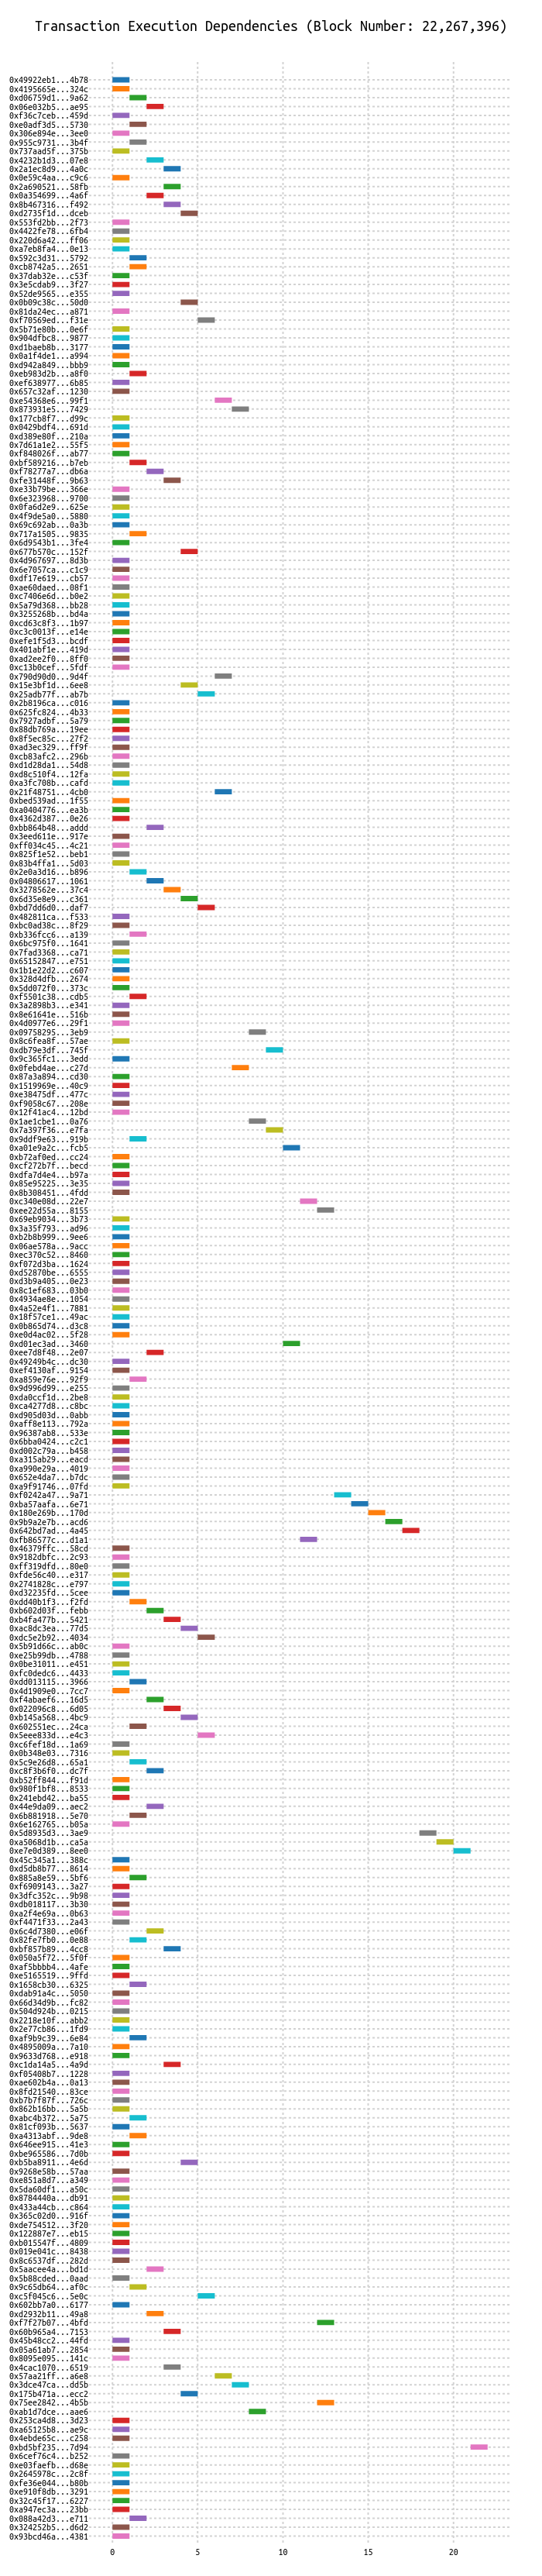 Transaction Execution Dependencies (Block Number: 22,267,396)
0x49922eb1...4b78
0x4195665e...324c
0xd06759d1...9a62
0x06e032b5...ae95
0xf36c7ceb...459d
0xe0adf3d5...5730
0x306e894e...3ee0
0x955c9731...3b4f
0x737aad5f...375b
0x4232b1d3...07e8
0x2a1ec8d9...4a0c
0x0e59c4aa...c9c6
0x2a690521...58fb
0x0a354699...4a6f
0x8b467316...f492
0xd2735f1d...dceb
0x553fd2bb...2f73
0x4422fe78...6fb4
0x220d6a42...ff06
0xa7eb8fa4...0e13
0x592c3d31...5792
0xcb8742a5...2651
0x37dab32e...c53f
0x3e5cdab9...3f27
0x52de9565...e355
0x0b09c38c...50d0
0x81da24ec...a871
0xf70569ed...f31e
0x5b71e80b...0e6f
0x904dfbc8...9877
0xd1baeb8b...3177
0x0a1f4de1...a994
0xd942a849...bbb9
0xeb983d2b...a8f0
0xef638977...6b85
0x657c32af...1230
0xe54368e6...99f1
0x873931e5...7429
0x177cb8f7...d99c
0x0429bdf4...691d
0xd389e80f...210a
0x7d61a1e2...55f5
0xf848026f...ab77
0xbf589216...b7eb
0xf78277a7...db6a
0xfe31448f...9b63
0xe33b79be...366e
0x6e323968...9700
0x0fa6d2e9...625e
0x4f9de5a0...5880
0x69c692ab...0a3b
0x717a1505...9835
0x6d9543b1...3fe4
0x677b570c...152f
0x4d967697...8d3b
0x6e7057ca...c1c9
0xdf17e619...cb57
0xae60daed...08f1
0xc7406e6d...b0e2
0x5a79d368...bb28
0x3255268b...bd4a
0xcd63c8f3...1b97
0xc3c0013f...e14e
0xefe1f5d3...bcdf
0x401abf1e...419d
0xad2ee2f0...8ff0
0xc13b0cef...5fdf
0x790d90d0...9d4f
0x15e3bf1d...6ee8
0x25adb77f...ab7b
0x2b8196ca...c016
0x625fc824...4b33
0x7927adbf...5a79
0x88db769a...19ee
0x8f5ec85c...27f2
0xad3ec329...ff9f
0xcb83afc2...296b
0xd1d28da1...54d8
0xd8c510f4...12fa
0xa3fc708b...cafd
0x21f48751...4cb0
0xbed539ad...1f55
0xa0404776...ea3b
0x4362d387...0e26
0xbb864b48...addd
0x3eed611e...917e
0xff034c45...4c21
0x825f1e52...beb1
0x83b4ffa1...5d03
0x2e0a3d16...b896
0x04806617...1061
0x3278562e...37c4
0x6d35e8e9...c361
0xbd7dd6d0...daf7
0x482811ca...f533
0xbc0ad38c...8f29
0xb336fcc6...a139
0x6bc975f0...1641
0x7fad3368...ca71
0x65152847...e751
0x1b1e22d2...c607
0x328d4dfb...2674
0x5dd072f0...373c
0xf5501c38...cdb5
0x3a2898b3...e341
0x8e61641e...516b
0x4d0977e6...29f1
0x09758295...3eb9
0x8c6fea8f...57ae
0xdb79e3df...745f
0x9c365fc1...3edd
0x0febd4ae...c27d
0x87a3a894...cd30
0x1519969e...40c9
0xe38475df...477c
0xf9058c67...208e
0x12f41ac4...12bd
0x1ae1cbe1...0a76
0x7a397f36...e7fa
0x9ddf9e63...919b
0xa01e9a2c...fcb5
0xb72af0ed...cc24
0xcf272b7f...becd
0xdfa7d4e4...b97a
0x85e95225...3e35
0x8b308451...4fdd
0xc340e08d...22e7
0xee22d55a...8155
0x69eb9034...3b73
0x3a35f793...ad96
0xb2b8b999...9ee6
0x06ae578a...9acc
0xec370c52...8460
0xf072d3ba...1624
0xd52870be...6555
0xd3b9a405...0e23
0x8c1ef683...03b0
0x4934ae8e...1054
0x4a52e4f1...7881
0x18f57ce1...49ac
0x0b865d74...d3c8
0xe0d4ac02...5f28
0xd01ec3ad...3460
0xee7d8f48...2e07
0x49249b4c...dc30
0xef4130af...9154
0xa859e76e...92f9
0x9d996d99...e255
0xda0ccf1d...2be8
0xca4277d8...c8bc
0xd905d03d...0abb
0xaff8e113...792a
0x96387ab8...533e
0x6bba0424...c2c1
0xd002c79a...b458
0xa315ab29...eacd
0xa990e29a...4019
0x652e4da7...b7dc
0xa9f91746...07fd
0xf0242a47...9a71
0xba57aafa...6e71
0x180e269b...170d
0x9b9a2e7b...acd6
0x642bd7ad...4a45
0xfb86577c...d1a1
0x46379ffc...58cd
0x9182dbfc...2c93
0xff319dfd...80e0
0xfde56c40...e317
0x2741828c...e797
0xd32235fd...5cee
0xdd40b1f3...f2fd
0xb602d03f...febb
0xb4fa477b...5421
0xac8dc3ea...77d5
0xdc5e2b92...4034
0x5b91d66c...ab0c
0xe25b99db...4788
0x0be31011...e451
0xfc0dedc6...4433
0xdd013115...3966
0x4d1909e0...7cc7
0xf4abaef6...16d5
0x022096c8...6d05
0xb145a568...4bc9
0x602551ec...24ca
0x5eee833d...e4c3
0xc6fef18d...1a69
0x0b348e03...7316
0x5c9e26d8...65a1
0xc8f3b6f0...dc7f
0xb52ff844...f91d
0x980f1bf8...8533
0x241ebd42...ba55
0x44e9da09...aec2
0x6b881918...5e70
0x6e162765...b05a
0x5d8935d3...3ae9
0xa5068d1b...ca5a
0xe7e0d389...8ee0
0x45c345a1...388c
0xd5db8b77...8614
0x885a8e59...5bf6
0xf6909143...3a27
0x3dfc352c...9b98
0xdb018117...3b30
0xa2f4e69a...0b63
0xf4471f33...2a43
0x6c4d7380...e06f
0x82fe7fb0...0e88
0xbf857b89...4cc8
0x050a5f72...5f0f
0xaf5bbbb4...4afe
0xe5165519...9ffd
0x1658cb30...6325
0xdab91a4c...5050
0x66d34d9b...fc82
0x504d924b...0215
0x2218e10f...abb2
0x2e77cb86...1fd9
0xaf9b9c39...6e84
0x4895009a...7a10
0x9633d768...e918
0xc1da14a5...4a9d
0xf05408b7...1228
0xae602b4a...0a13
0x8fd21540...83ce
0xb7b7f87f...726c
0x862b16bb...5a5b
0xabc4b372...5a75
0x81cf093b...5637
0xa4313abf...9de8
0x646ee915...41e3
0xbe965586...7d0b
0xb5ba8911...4e6d
0x9268e58b...57aa
0xe851a8d7...a349
0x5da60df1...a50c
0x8784440a...db91
0x433a44cb...c864
0x365c02d0...916f
0xde754512...3f20
0x122887e7...eb15
0xb015547f...4809
0x019e041c...8438
0x8c6537df...282d
0x5aacee4a...bd1d
0x5b88cded...0aad
0x9c65db64...af0c
0xc5f045c6...5e0c
0x602bb7a0...6177
0xd2932b11...49a8
0xf7f27b07...4bfd
0x60b965a4...7153
0x45b48cc2...44fd
0x05a61ab7...2854
0x8095e095...141c
0x4cac1070...6519
0x57aa21ff...a6e8
0x3dce47ca...dd5b
0x175b471a...ecc2
0x75ee2842...4b5b
0xab1d7dce...aae6
0x253ca4d8...3d23
0xa65125b8...ae9c
0x4ebde65c...c258
0xbd5bf235...7d94
0x6cef76c4...b252
0xe03faefb...d68e
0x2645978c...2c8f
0xfe36e044...b80b
0xe910f8db...3291
0x32c45f17...6227
0xa947ec3a...23bb
0x088a42d3...e711
0x324252b5...d6d2
0x93bcd46a...4381
0 5 10 15 20